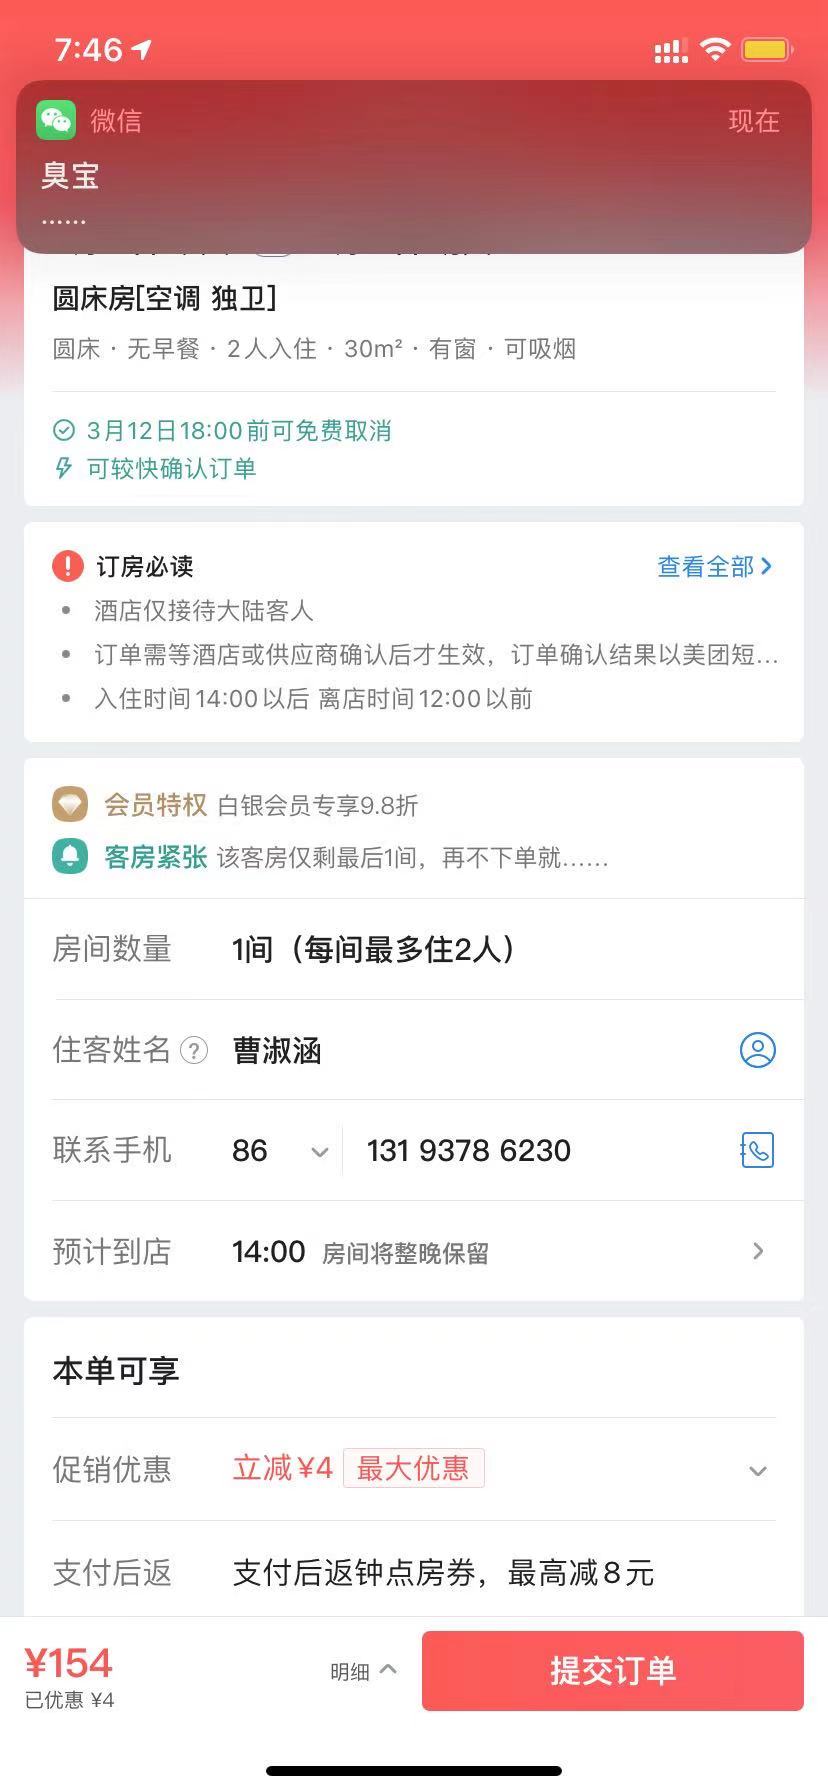 7:46
微信 现在
臭宝
……
圆床房[空调 独卫]
圆床 · 无早餐 · 2人入住 · 30m² · 有窗 · 可吸烟
3月12日18:00前可免费取消
可较快确认订单
订房必读 查看全部
酒店仅接待大陆客人
订单需等酒店或供应商确认后才生效，订单确认结果以美团短...
入住时间14:00以后 离店时间12:00以前
会员特权 白银会员专享9.8折
客房紧张 该客房仅剩最后1间，再不下单就……
房间数量 1间（每间最多住2人）
住客姓名 ? 曹淑涵
联系手机 86 131 9378 6230
预计到店 14:00 房间将整晚保留
本单可享
促销优惠 立减¥4 最大优惠
支付后返 支付后返钟点房券，最高减8元
¥154 明细 提交订单
已优惠 ¥4